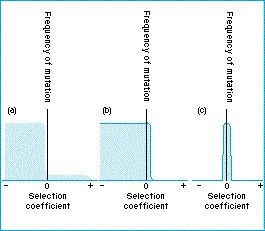 Frequency of mutation
Frequency of mutation
Frequency of mutation
(a)
(b)
(c)
− 0 +
− 0 +
− 0 +
Selection
coefficient
Selection
coefficient
Selection
coefficient